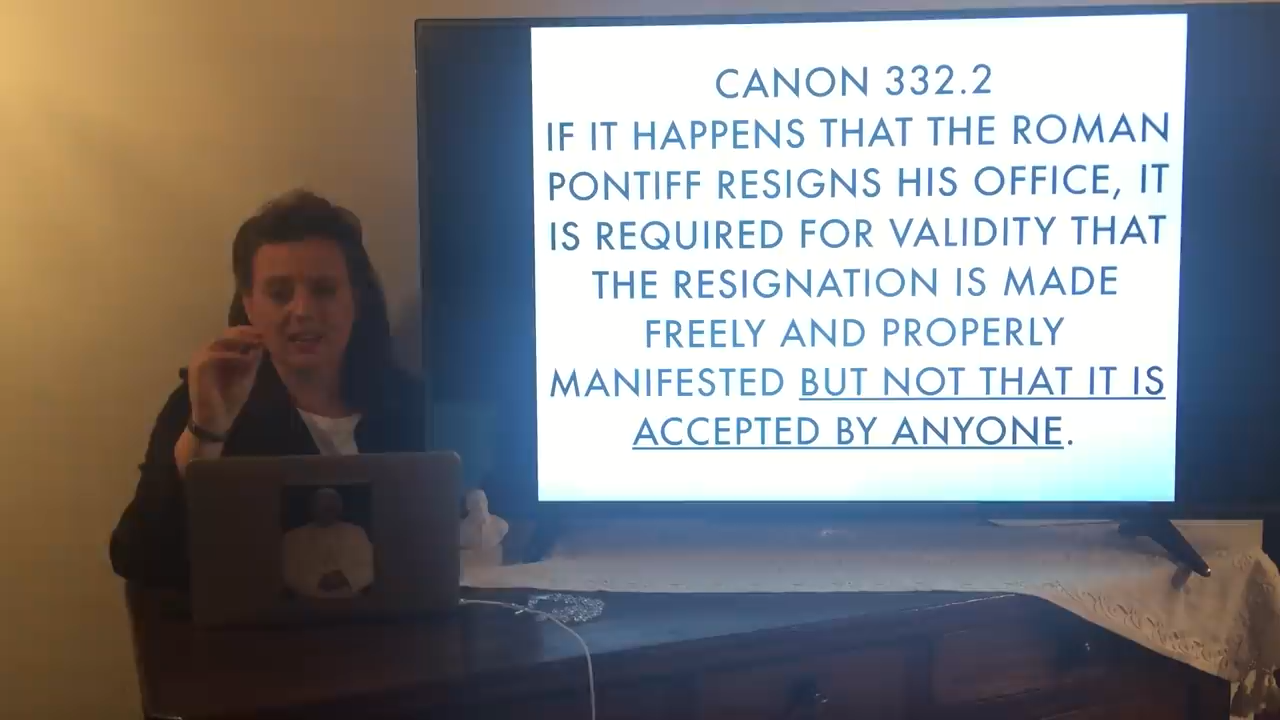 CANON 332.2
IF IT HAPPENS THAT THE ROMAN
PONTIFF RESIGNS HIS OFFICE, IT
IS REQUIRED FOR VALIDITY THAT
THE RESIGNATION IS MADE
FREELY AND PROPERLY
MANIFESTED BUT NOT THAT IT IS
ACCEPTED BY ANYONE.